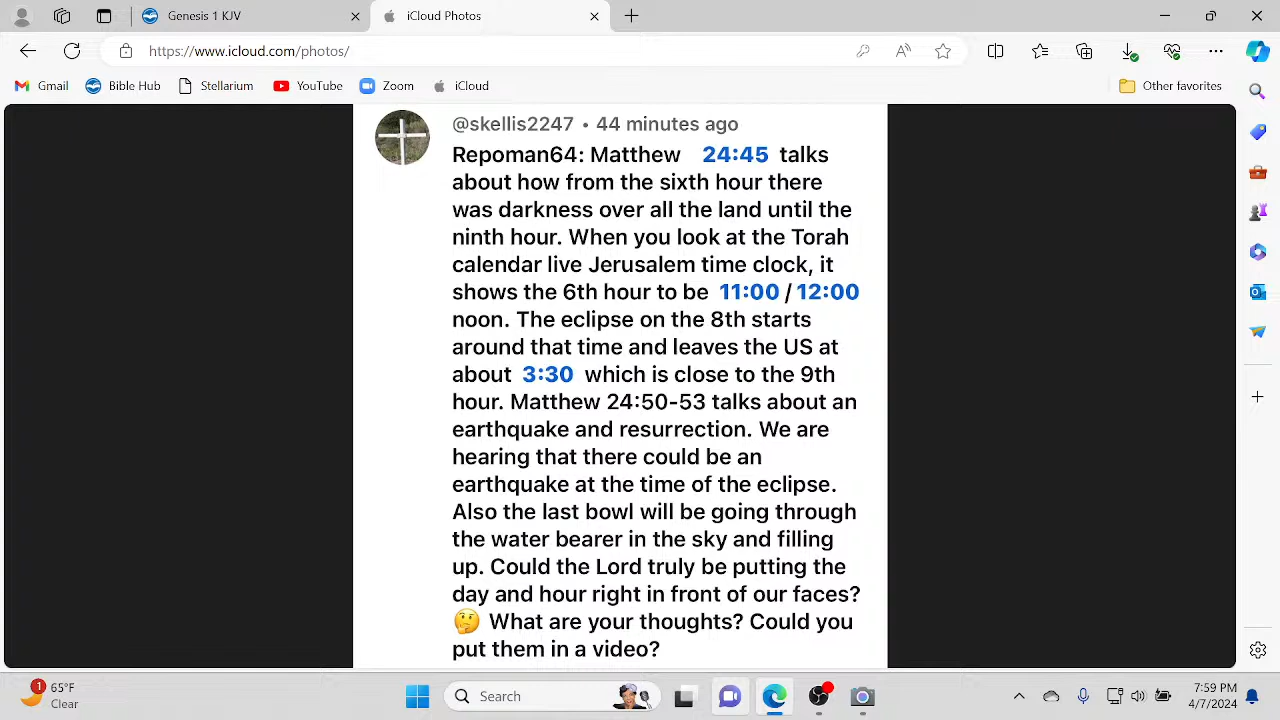 Genesis 1 KJV
iCloud Photos
https://www.icloud.com/photos/
Gmail
Bible Hub
Stellarium
YouTube
Zoom
iCloud
Other favorites
@skellis2247 • 44 minutes ago
Repoman64: Matthew 24:45 talks
about how from the sixth hour there
was darkness over all the land until the
ninth hour. When you look at the Torah
calendar live Jerusalem time clock, it
shows the 6th hour to be 11:00 / 12:00
noon. The eclipse on the 8th starts
around that time and leaves the US at
about 3:30 which is close to the 9th
hour. Matthew 24:50-53 talks about an
earthquake and resurrection. We are
hearing that there could be an
earthquake at the time of the eclipse.
Also the last bowl will be going through
the water bearer in the sky and filling
up. Could the Lord truly be putting the
day and hour right in front of our faces?
🤔 What are your thoughts? Could you
put them in a video?
1
65°F
Clear
Search
7:59 PM
4/7/2024